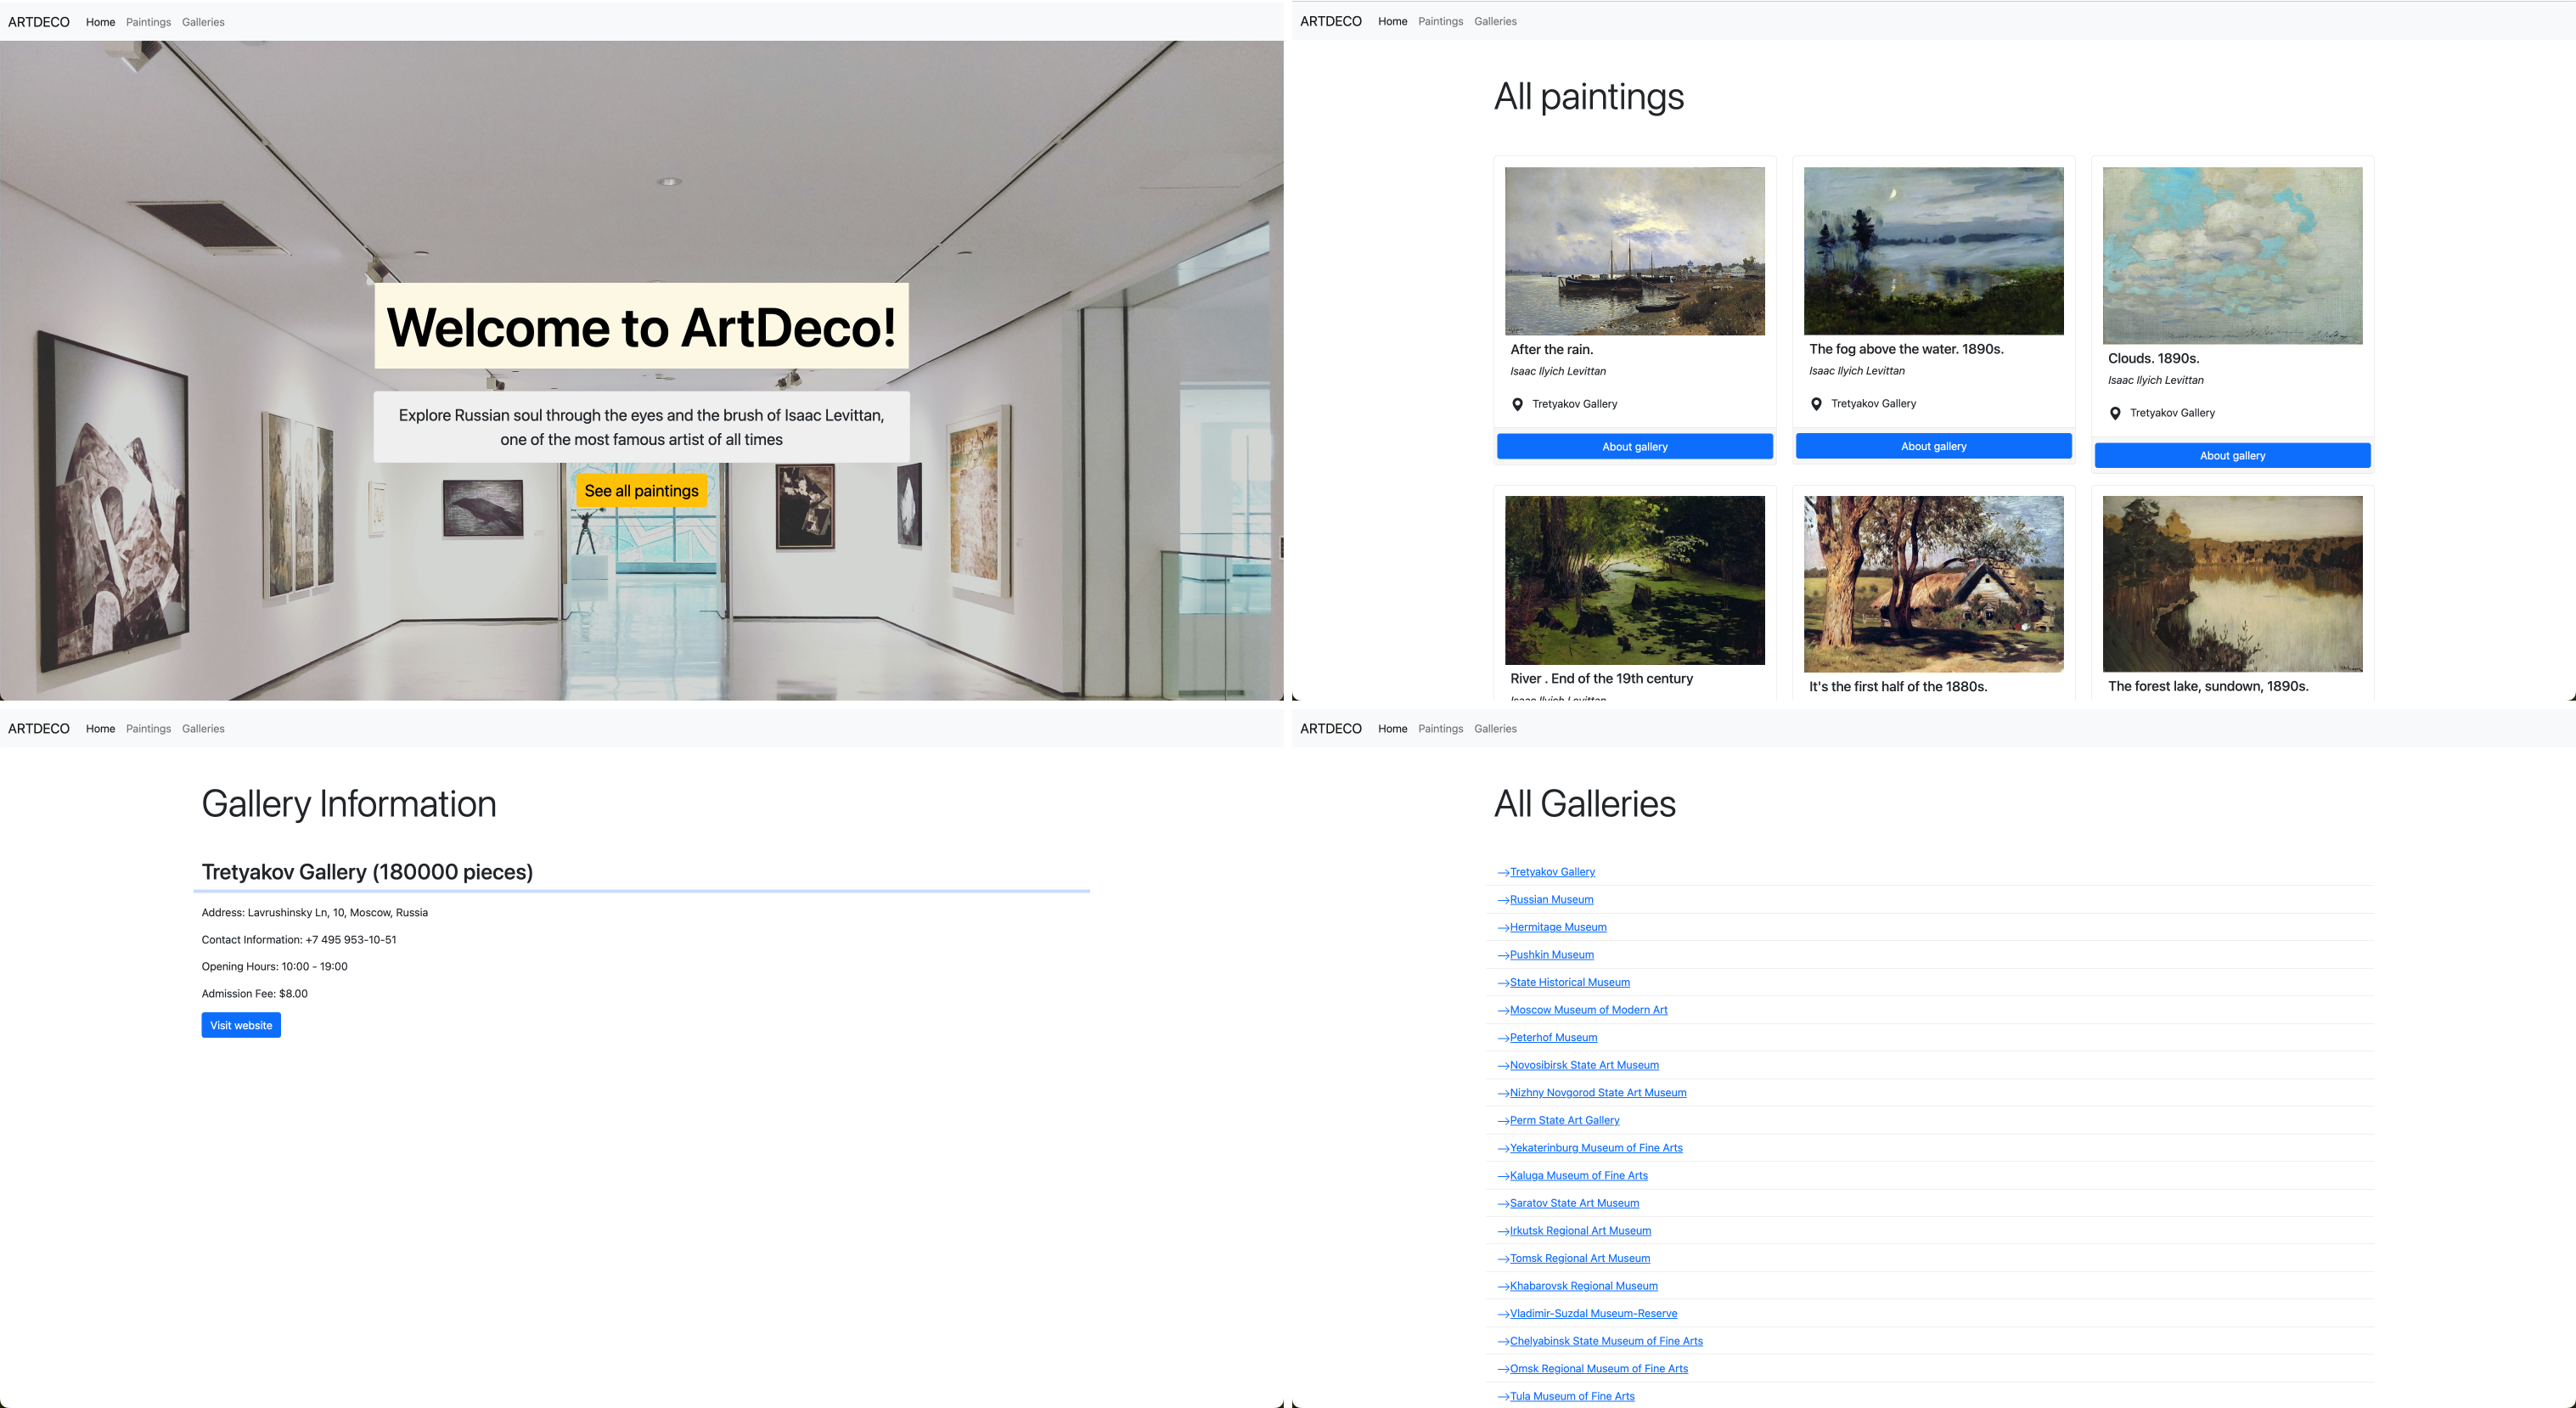 ARTDECO Home Paintings Galleries
Welcome to ArtDeco!
Explore Russian soul through the eyes and the brush of Isaac Levittan,
one of the most famous artist of all times
See all paintings
ARTDECO Home Paintings Galleries
All paintings
After the rain.
Isaac Ilyich Levittan
Tretyakov Gallery
About gallery
The fog above the water. 1890s.
Isaac Ilyich Levittan
Tretyakov Gallery
About gallery
Clouds. 1890s.
Isaac Ilyich Levittan
Tretyakov Gallery
About gallery
River . End of the 19th century
Isaac Ilyich Levittan
It's the first half of the 1880s.
The forest lake, sundown, 1890s.
ARTDECO Home Paintings Galleries
Gallery Information
Tretyakov Gallery (180000 pieces)
Address: Lavrushinsky Ln, 10, Moscow, Russia
Contact Information: +7 495 953-10-51
Opening Hours: 10:00 - 19:00
Admission Fee: $8.00
Visit website
ARTDECO Home Paintings Galleries
All Galleries
Tretyakov Gallery
Russian Museum
Hermitage Museum
Pushkin Museum
State Historical Museum
Moscow Museum of Modern Art
Peterhof Museum
Novosibirsk State Art Museum
Nizhny Novgorod State Art Museum
Perm State Art Gallery
Yekaterinburg Museum of Fine Arts
Kaluga Museum of Fine Arts
Saratov State Art Museum
Irkutsk Regional Art Museum
Tomsk Regional Art Museum
Khabarovsk Regional Museum
Vladimir-Suzdal Museum-Reserve
Chelyabinsk State Museum of Fine Arts
Omsk Regional Museum of Fine Arts
Tula Museum of Fine Arts